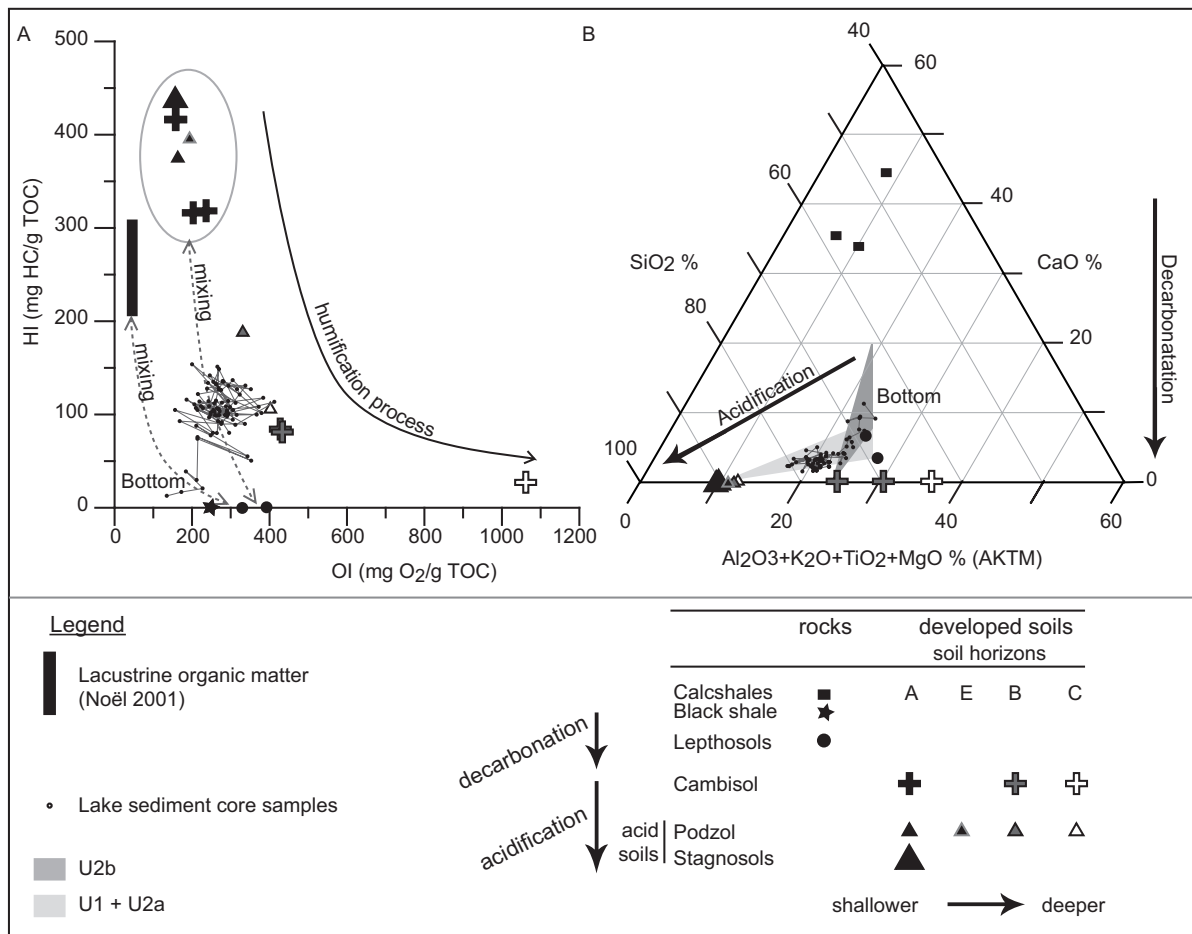 A
500
400
300
200
100
0
HI (mg HC/g TOC)
mixing
mixing
humification process
Bottom
0 200 400 600 800 1000 1200
OI (mg O2/g TOC)
B
40
60
60
40
SiO2 %
CaO %
80
20
Acidification
Bottom
Decarbonatation
100
0
0 20 40 60
Al2O3+K2O+TiO2+MgO % (AKTM)
Legend
Lacustrine organic matter
(Noël 2001)
Lake sediment core samples
U2b
U1 + U2a
decarbonation
acidification
rocks developed soils
soil horizons
Calcshales A E B C
Black shale
Lepthosols
Cambisol
acid
soils
Podzol
Stagnosols
shallower deeper